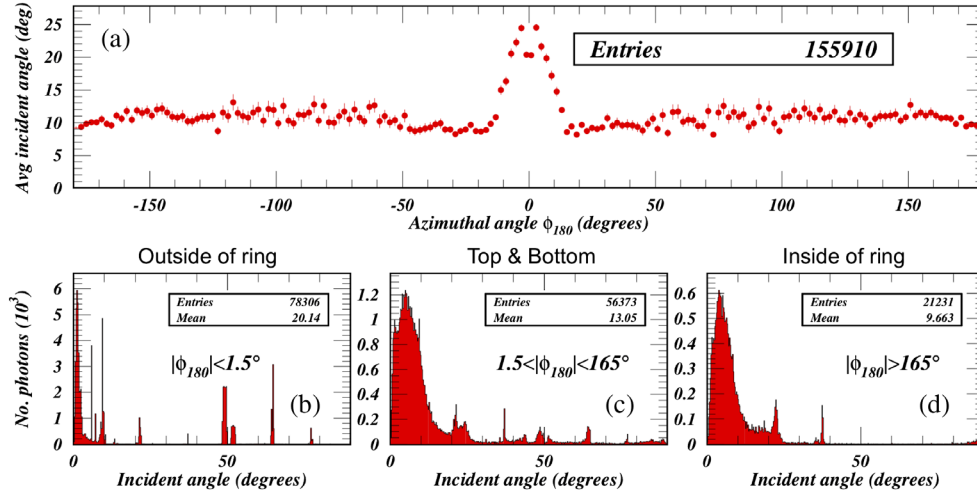 (a)
Entries 155910
Avg incident angle (deg)
25
20
15
10
5
0
-150 -100 -50 0 50 100 150
Azimuthal angle ϕ180 (degrees)
Outside of ring
Top & Bottom
Inside of ring
No. photons (10³)
6
5
4
3
2
1
0
Entries 78306
Mean 20.14
|ϕ180|<1.5°
(b)
0 50
Incident angle (degrees)
1.2
1
0.8
0.6
0.4
0.2
0
Entries 56373
Mean 13.05
1.5<|ϕ180|<165°
(c)
0 50
Incident angle (degrees)
0.6
0.5
0.4
0.3
0.2
0.1
0
Entries 21231
Mean 9.663
|ϕ180|>165°
(d)
0 50
Incident angle (degrees)